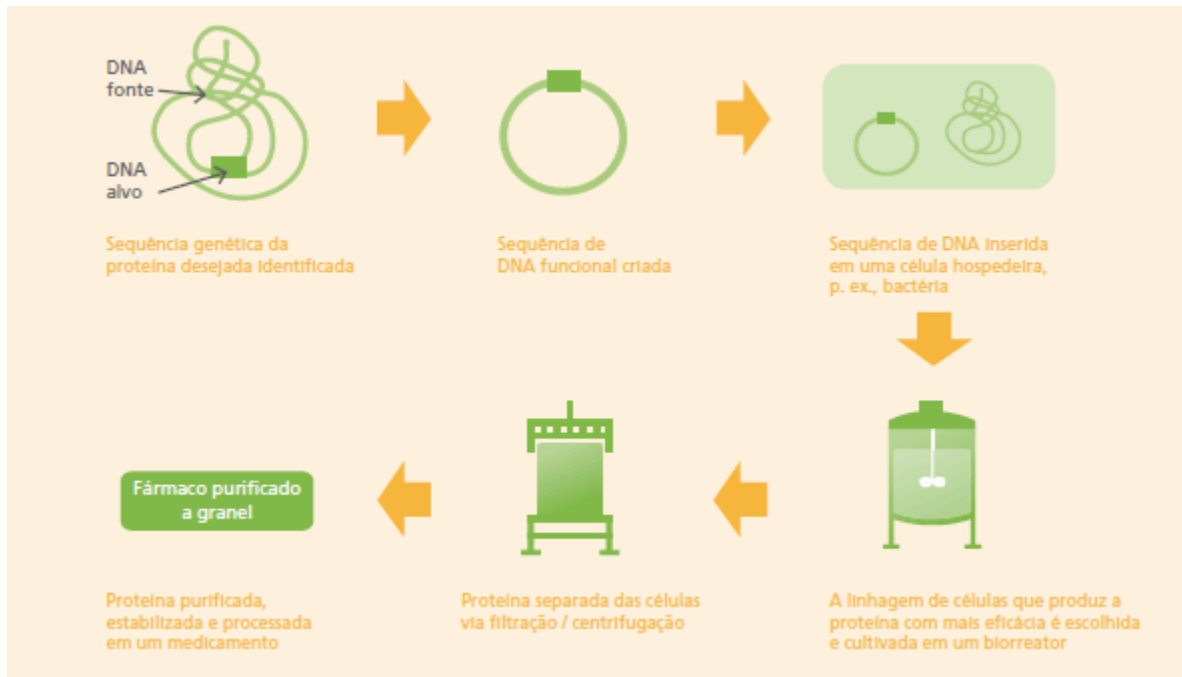 DNA
fonte
DNA
alvo
Sequência genética da
proteína desejada identificada
Sequência de
DNA funcional criada
Sequência de DNA inserida
em uma célula hospedeira,
p. ex., bactéria
A linhagem de células que produz a
proteína com mais eficácia é escolhida
e cultivada em um biorreator
Proteína separada das células
via filtração / centrifugação
Fármaco purificado
a granel
Proteína purificada,
estabilizada e processada
em um medicamento